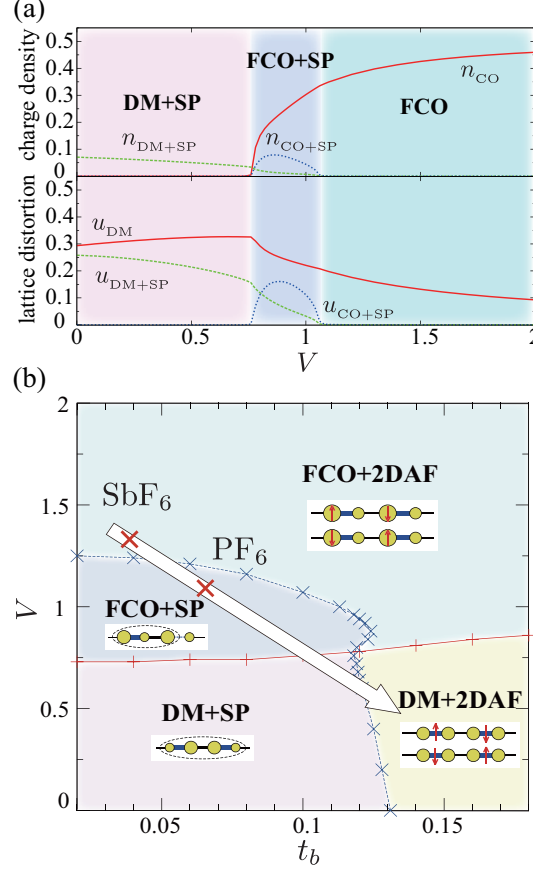 (a)
charge density
0.5
0.4
0.3
0.2
0.1
0
DM+SP
FCO+SP
FCO
n_DM+SP
n_CO+SP
n_CO
lattice distortion
0.5
0.4
0.3
0.2
0.1
0
u_DM
u_DM+SP
u_CO+SP
0 0.5 1 1.5 2
V
(b)
V
2
1.5
1
0.5
0
FCO+2DAF
SbF₆
PF₆
FCO+SP
DM+SP
DM+2DAF
0.05 0.10 0.15
t_b